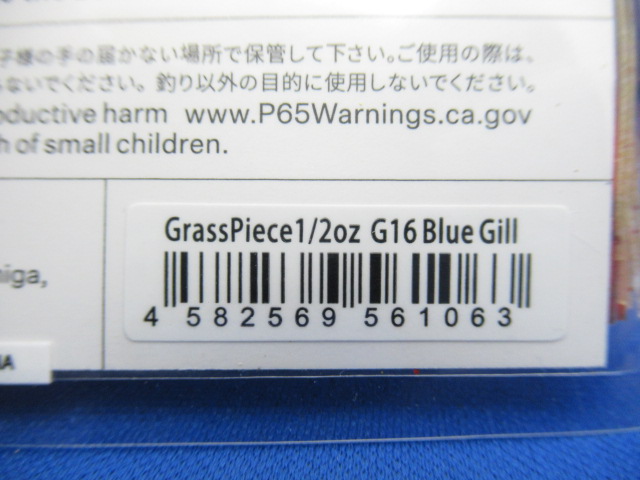 子様の手の届かない場所で保管して下さい。ご使用の際は、
ないでください。釣り以外の目的に使用しないでください。
oductive harm www.P65Warnings.ca.gov
h of small children.
GrassPiece1/2oz G16 Blue Gill
4 582569 561063
iga,
IA